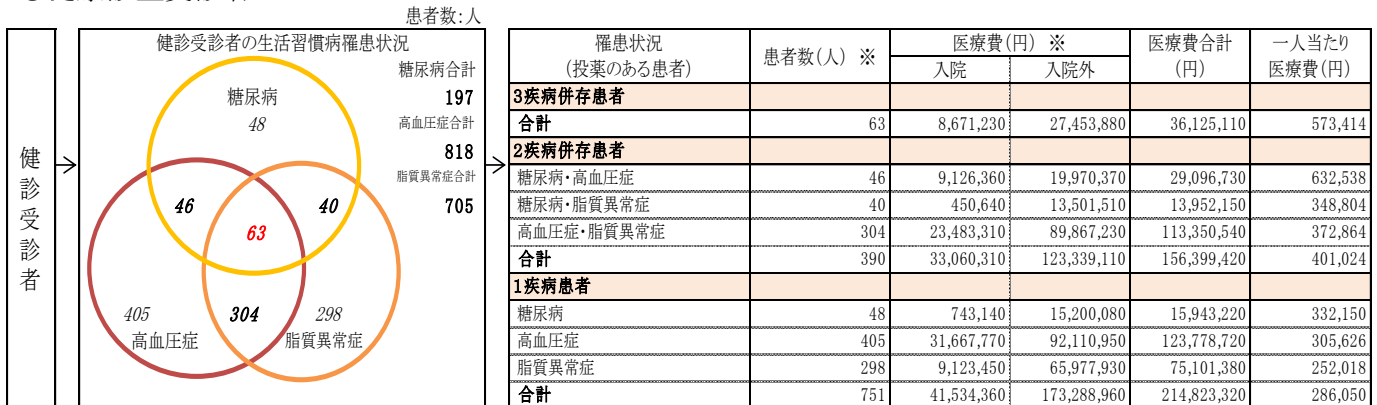 患者数:人
健診受診者
健診受診者の生活習慣病罹患状況
糖尿病合計
197
高血圧症合計
818
脂質異常症合計
705
糖尿病
48
46
40
63
405
304
298
高血圧症
脂質異常症
罹患状況 患者数(人) ※ 医療費(円) ※ 医療費合計 一人当たり
(投薬のある患者) 入院 入院外 (円) 医療費(円)
3疾病併存患者
合計 63 8,671,230 27,453,880 36,125,110 573,414
2疾病併存患者
糖尿病・高血圧症 46 9,126,360 19,970,370 29,096,730 632,538
糖尿病・脂質異常症 40 450,640 13,501,510 13,952,150 348,804
高血圧症・脂質異常症 304 23,483,310 89,867,230 113,350,540 372,864
合計 390 33,060,310 123,339,110 156,399,420 401,024
1疾病患者
糖尿病 48 743,140 15,200,080 15,943,220 332,150
高血圧症 405 31,667,770 92,110,950 123,778,720 305,626
脂質異常症 298 9,123,450 65,977,930 75,101,380 252,018
合計 751 41,534,360 173,288,960 214,823,320 286,050